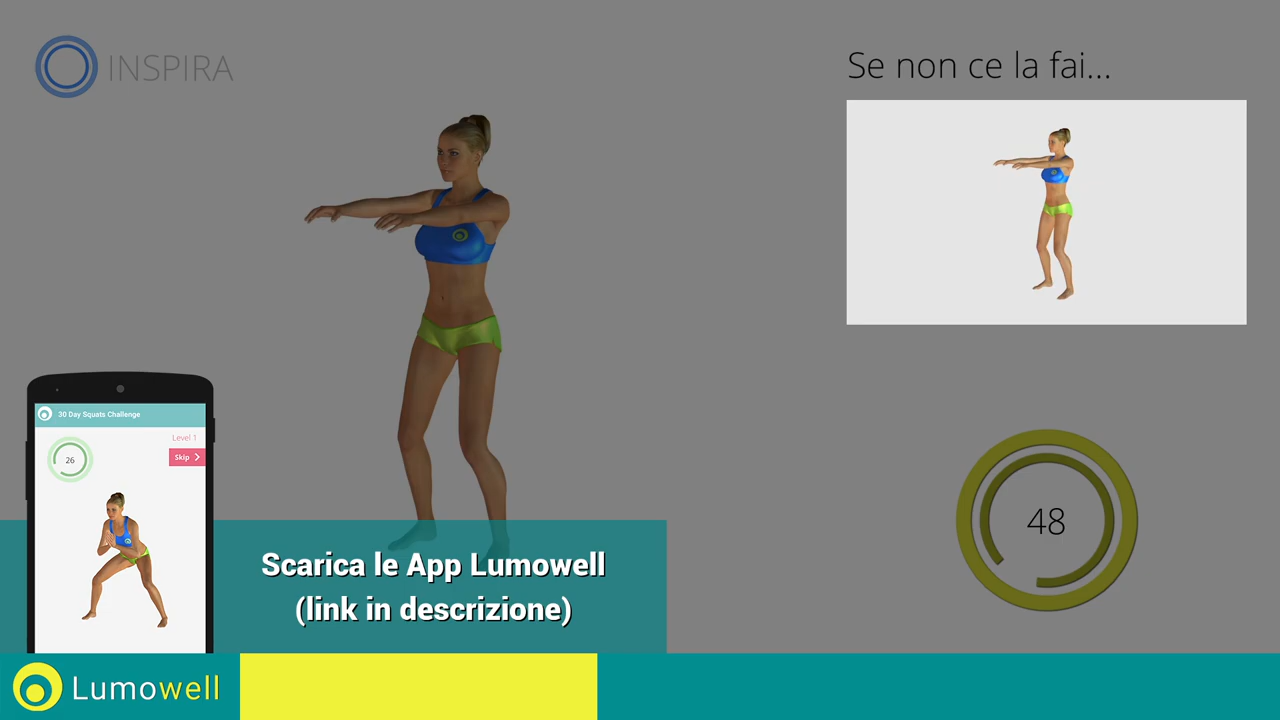 INSPIRA
Se non ce la fai...
30 Day Squats Challenge
Level 1
26
Skip
48
Scarica le App Lumowell
(link in descrizione)
Lumowell